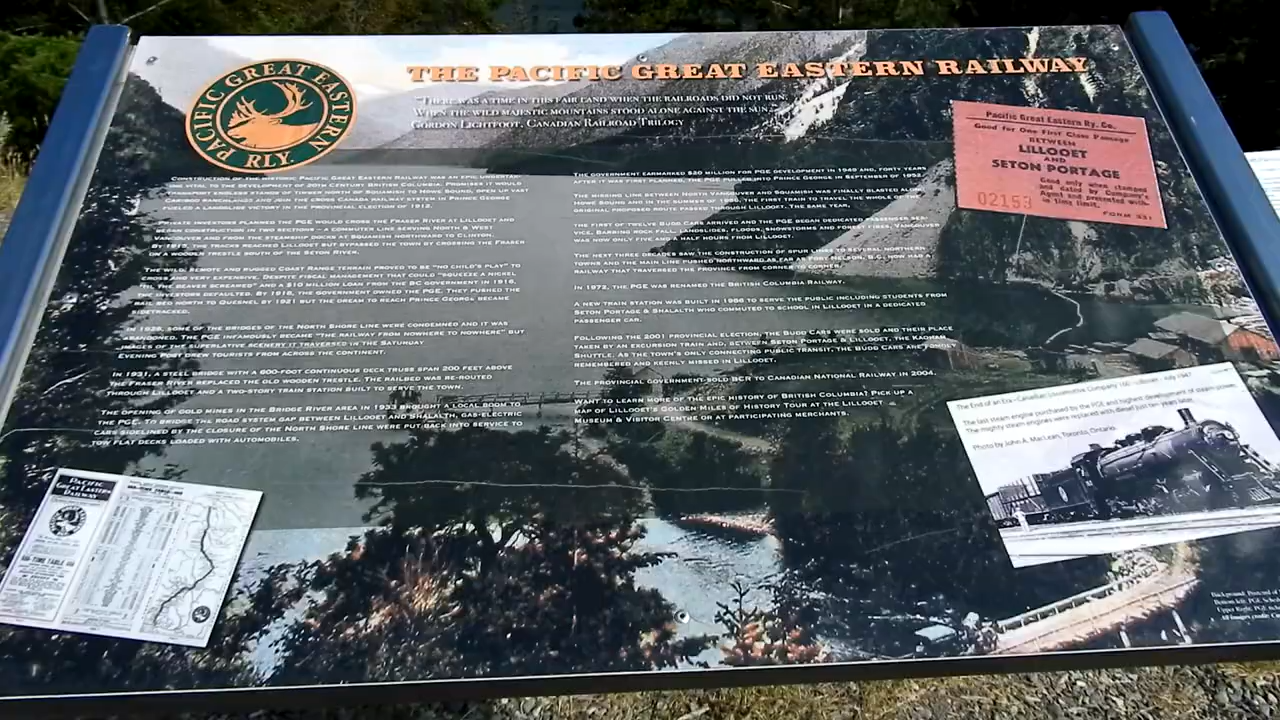 THE PACIFIC GREAT EASTERN RAILWAY
"THERE WAS A TIME IN THIS FAIR LAND WHEN THE RAILROADS DID NOT RUN,
WHEN THE WILD MAJESTIC MOUNTAINS STOOD ALONE AGAINST THE SUN"
GORDON LIGHTFOOT, CANADIAN RAILROAD TRILOGY
PACIFIC GREAT EASTERN
RLY.
CONSTRUCTION OF THE HISTORIC PACIFIC GREAT EASTERN RAILWAY WAS AN EPIC UNDERTAK-
ING VITAL TO THE DEVELOPMENT OF 20TH CENTURY BRITISH COLUMBIA. PROMISES IT WOULD
TRANSPORT ENDLESS STANDS OF TIMBER NORTH OF SQUAMISH TO HOWE SOUND, OPEN UP VAST
CARIBOO RANCHLANDS AND JOIN THE CROSS CANADA RAILWAY SYSTEM IN PRINCE GEORGE
FUELED A LANDSLIDE VICTORY IN THE PROVINCIAL ELECTION OF 1912.
PRIVATE INVESTORS PLANNED THE PGE WOULD CROSS THE FRASER RIVER AT LILLOOET AND
BEGAN CONSTRUCTION IN TWO SECTIONS – A COMMUTER LINE SERVING NORTH & WEST
VANCOUVER AND FROM THE STEAMSHIP DOCKS AT SQUAMISH NORTHWARD TO CLINTON.
BY 1915, THE TRACKS REACHED LILLOOET BUT BYPASSED THE TOWN BY CROSSING THE FRASER
ON A WOODEN TRESTLE SOUTH OF THE SETON RIVER.
THE WILD, REMOTE AND RUGGED COAST RANGE TERRAIN PROVED TO BE "NO CHILD'S PLAY" TO
CROSS AND VERY EXPENSIVE. DESPITE FISCAL MANAGEMENT THAT COULD "SQUEEZE A NICKEL
'TIL THE BEAVER SCREAMED" AND A $10 MILLION LOAN FROM THE BC GOVERNMENT IN 1916,
THE INVESTORS DEFAULTED. BY 1918, THE GOVERNMENT OWNED THE PGE. THEY PUSHED THE
RAIL BED NORTH TO QUESNEL BY 1921 BUT THE DREAM TO REACH PRINCE GEORGE BECAME
SIDETRACKED.
IN 1928, SOME OF THE BRIDGES OF THE NORTH SHORE LINE WERE CONDEMNED AND IT WAS
ABANDONED. THE PGE INFAMOUSLY BECAME "THE RAILWAY FROM NOWHERE TO NOWHERE" BUT
IMAGES OF THE SUPERLATIVE SCENERY IT TRAVERSED IN THE SATURDAY
EVENING POST DREW TOURISTS FROM ACROSS THE CONTINENT.
IN 1931, A STEEL BRIDGE WITH A 600-FOOT CONTINUOUS DECK TRUSS SPAN 200 FEET ABOVE
THE FRASER RIVER REPLACED THE OLD WOODEN TRESTLE. THE RAILBED WAS RE-ROUTED
THROUGH LILLOOET AND A TWO-STORY TRAIN STATION BUILT TO SERVE THE TOWN.
THE OPENING OF GOLD MINES IN THE BRIDGE RIVER AREA IN 1933 BROUGHT A LOCAL BOOM TO
THE PGE. TO BRIDGE THE ROAD SYSTEM GAP BETWEEN LILLOOET AND SHALALTH, GAS-ELECTRIC
CARS SIDELINED BY THE CLOSURE OF THE NORTH SHORE LINE WERE PUT BACK INTO SERVICE TO
TOW FLAT DECKS LOADED WITH AUTOMOBILES.
THE GOVERNMENT EARMARKED $20 MILLION FOR PGE DEVELOPMENT IN 1949 AND, FORTY YEARS
AFTER IT WAS FIRST PLANNED, THE PGE PULLED INTO PRINCE GEORGE IN SEPTEMBER OF 1952.
THE MISSING LINK BETWEEN NORTH VANCOUVER AND SQUAMISH WAS FINALLY BLASTED ALONG
HOWE SOUND AND IN THE SUMMER OF 1956, THE FIRST TRAIN TO TRAVEL THE WHOLE OF THE
ORIGINAL PROPOSED ROUTE PASSED THROUGH LILLOOET. THE SAME YEAR,
THE FIRST OF TWELVE BUDD CARS ARRIVED AND THE PGE BEGAN DEDICATED PASSENGER SER-
VICE. BARRING ROCK FALL, LANDSLIDES, FLOODS, SNOWSTORMS AND FOREST FIRES, VANCOUVER
WAS NOW ONLY FIVE AND A HALF HOURS FROM LILLOOET.
THE NEXT THREE DECADES SAW THE CONSTRUCTION OF SPUR LINES TO SEVERAL NORTHERN
TOWNS AND THE MAIN LINE PUSHED NORTHWARD AS FAR AS FORT NELSON. B.C. NOW HAD A
RAILWAY THAT TRAVERSED THE PROVINCE FROM CORNER TO CORNER.
IN 1972, THE PGE WAS RENAMED THE BRITISH COLUMBIA RAILWAY.
A NEW TRAIN STATION WAS BUILT IN 1986 TO SERVE THE PUBLIC INCLUDING STUDENTS FROM
SETON PORTAGE & SHALALTH WHO COMMUTED TO SCHOOL IN LILLOOET IN A DEDICATED
PASSENGER CAR.
FOLLOWING THE 2001 PROVINCIAL ELECTION, THE BUDD CARS WERE SOLD AND THEIR PLACE
TAKEN BY AN EXCURSION TRAIN AND, BETWEEN SETON PORTAGE & LILLOOET, THE KAOHAM
SHUTTLE. AS THE TOWN'S ONLY CONNECTING PUBLIC TRANSIT, THE BUDD CARS ARE FONDLY
REMEMBERED AND KEENLY MISSED IN LILLOOET.
THE PROVINCIAL GOVERNMENT SOLD BCR TO CANADIAN NATIONAL RAILWAY IN 2004.
WANT TO LEARN MORE OF THE EPIC HISTORY OF BRITISH COLUMBIA? PICK UP A
MAP OF LILLOOET'S GOLDEN MILES OF HISTORY TOUR AT THE LILLOOET
MUSEUM & VISITOR CENTRE OR AT PARTICIPATING MERCHANTS.
Pacific Great Eastern Ry. Co.
Good for One First Class Passage
BETWEEN
LILLOOET
AND
SETON PORTAGE
Good only when stamped
and dated by Company's
Agent and presented with-
in time limit.
02153
FORM 331
The last steam engine purchased by the PGE and highest development of steam power.
The mighty steam engines were replaced with diesel just ten years later.
Photo by John A. MacLean, Toronto, Ontario.
PACIFIC
GREAT EASTERN
RAILWAY
TIME TABLE